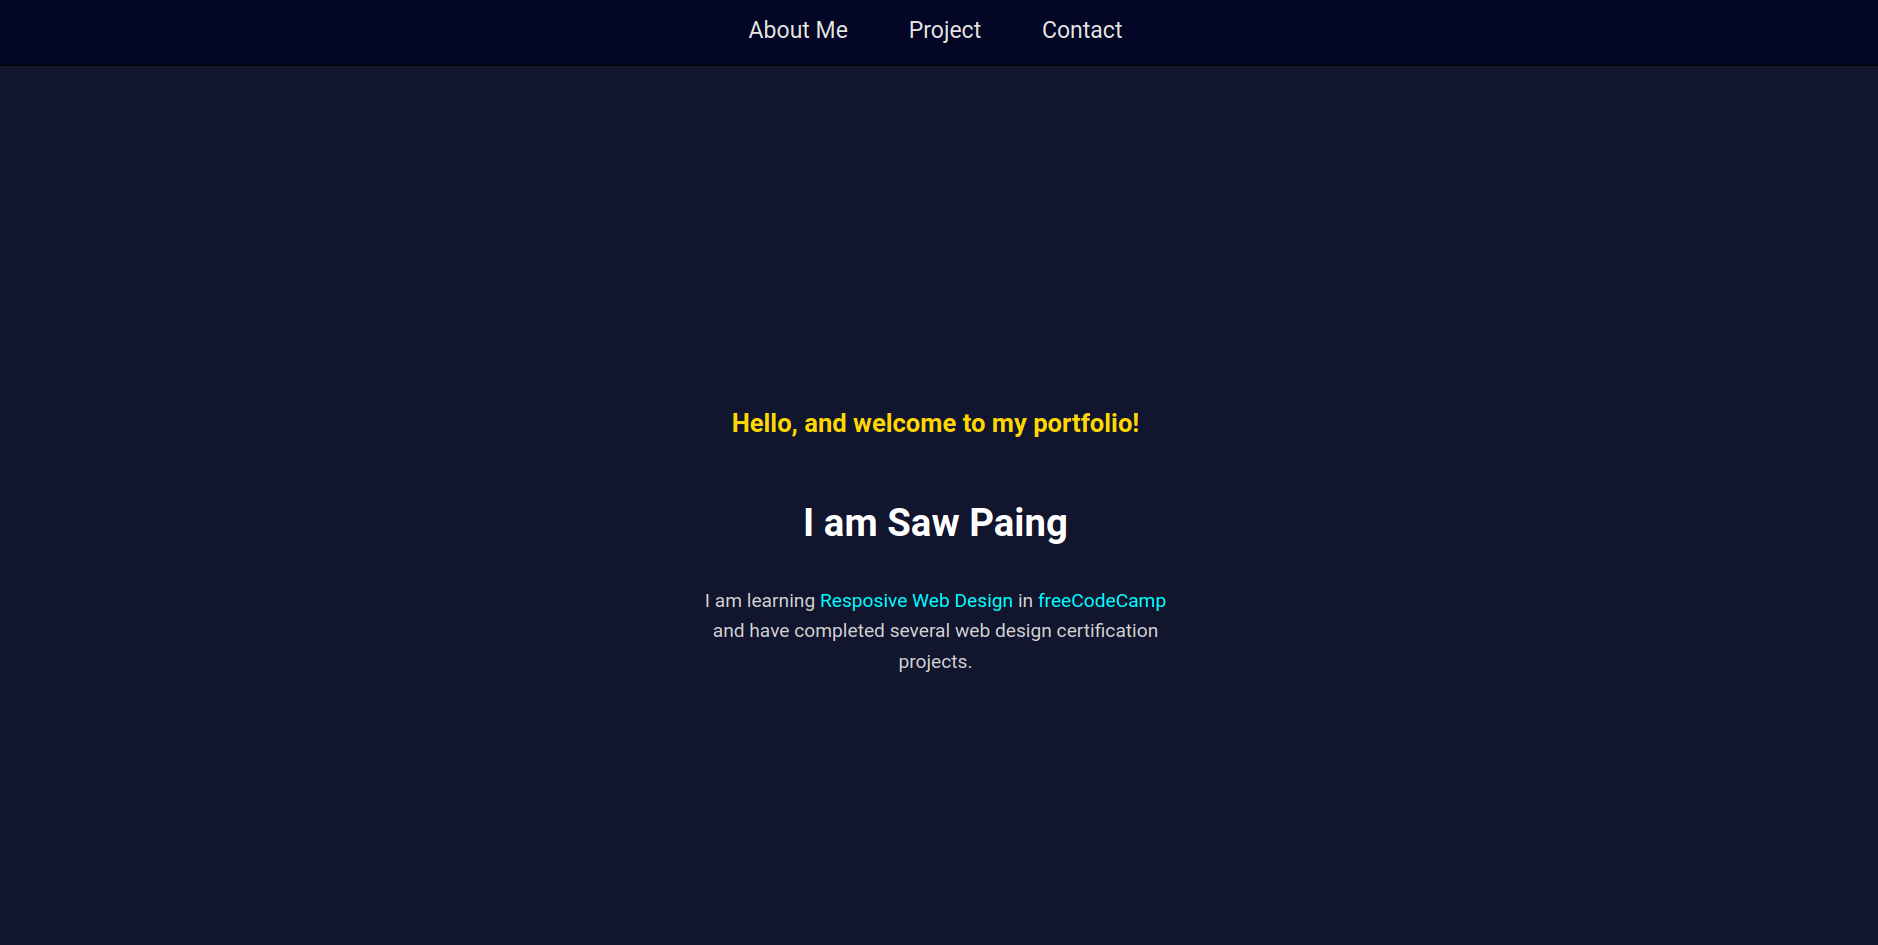 About Me Project Contact
Hello, and welcome to my portfolio!
I am Saw Paing
I am learning Resposive Web Design in freeCodeCamp
and have completed several web design certification
projects.